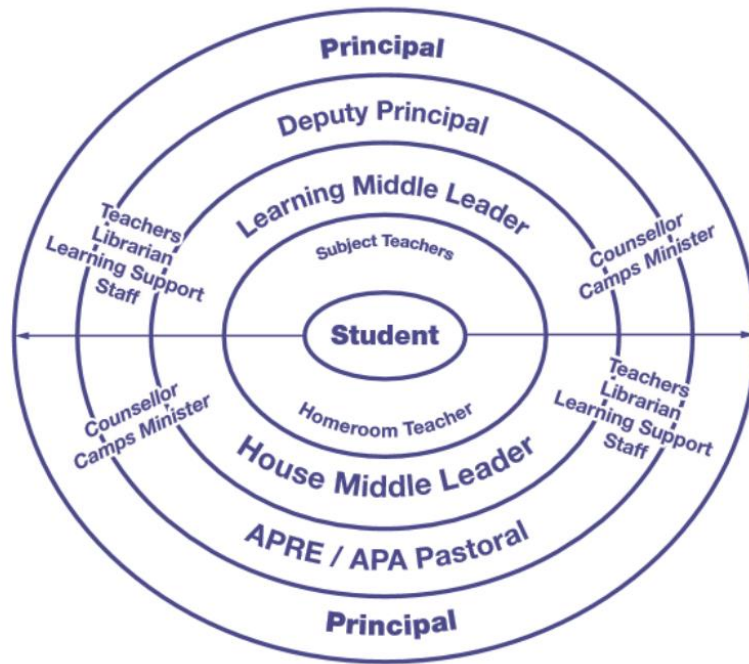 Principal
Deputy Principal
Learning Middle Leader
Subject Teachers
Teachers
Librarian
Learning Support
Staff
Counsellor
Camps Minister
Student
Counsellor
Camps Minister
Teachers
Librarian
Learning Support
Staff
Homeroom Teacher
House Middle Leader
APRE / APA Pastoral
Principal